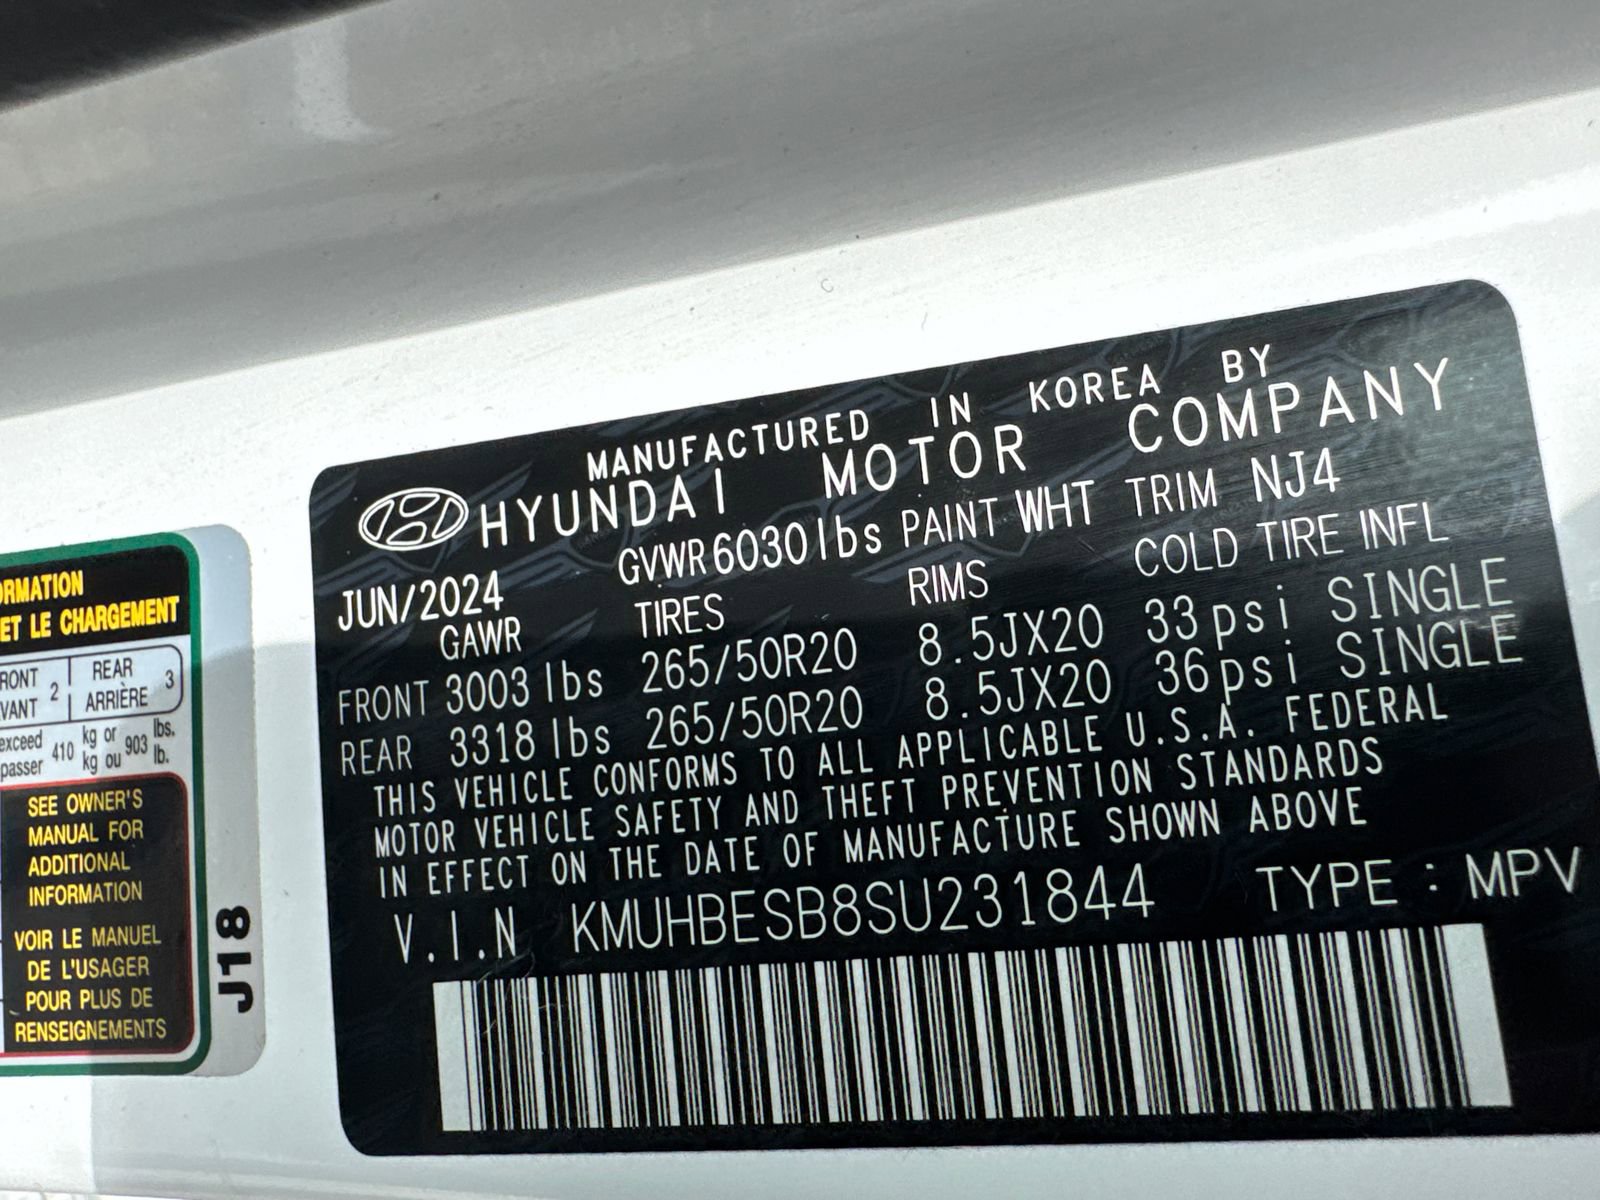 MANUFACTURED IN KOREA BY
HYUNDAI MOTOR COMPANY
JUN/2024 GVWR 6030 lbs PAINT WHT TRIM NJ4
GAWR TIRES RIMS COLD TIRE INFL
FRONT 3003 lbs 265/50R20 8.5JX20 33psi SINGLE
REAR 3318 lbs 265/50R20 8.5JX20 36psi SINGLE
THIS VEHICLE CONFORMS TO ALL APPLICABLE U.S.A. FEDERAL
MOTOR VEHICLE SAFETY AND THEFT PREVENTION STANDARDS
IN EFFECT ON THE DATE OF MANUFACTURE SHOWN ABOVE
V.I.N KMUHBESB8SU231844 TYPE : MPV
ORMATION
ET LE CHARGEMENT
RONT 2 REAR 3
VANT ARRIÈRE
exceed 410 kg or 903 lbs.
passer kg ou lb.
SEE OWNER'S
MANUAL FOR
ADDITIONAL
INFORMATION
VOIR LE MANUEL
DE L'USAGER
POUR PLUS DE
RENSEIGNEMENTS
J18